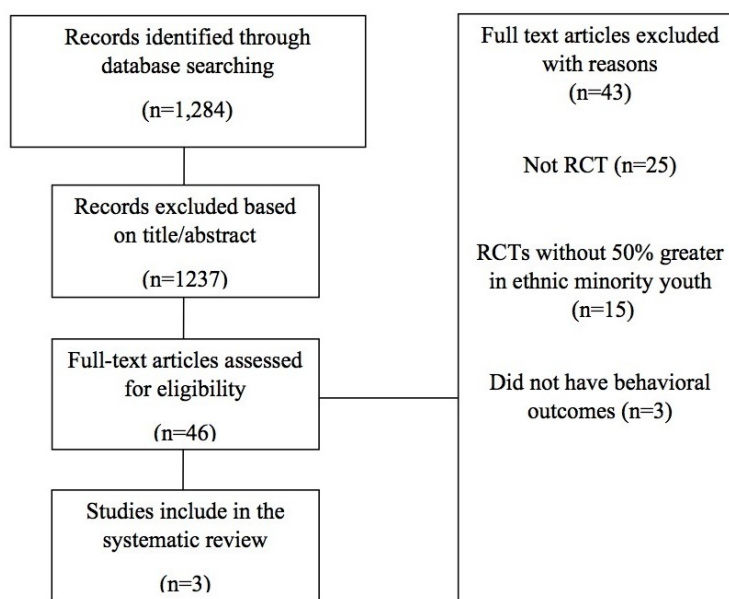 Records identified through
database searching
(n=1,284)
Records excluded based
on title/abstract
(n=1237)
Full-text articles assessed
for eligibility
(n=46)
Studies include in the
systematic review
(n=3)
Full text articles excluded
with reasons
(n=43)
Not RCT (n=25)
RCTs without 50% greater
in ethnic minority youth
(n=15)
Did not have behavioral
outcomes (n=3)